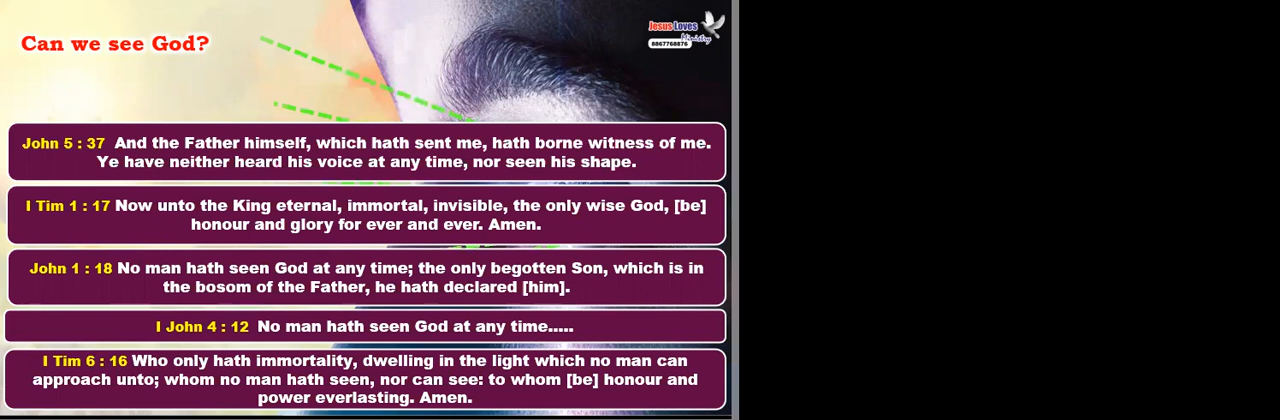 Can we see God?
Jesus Loves
Ministry
8867768876
John 5 : 37 And the Father himself, which hath sent me, hath borne witness of me.
Ye have neither heard his voice at any time, nor seen his shape.
I Tim 1 : 17 Now unto the King eternal, immortal, invisible, the only wise God, [be]
honour and glory for ever and ever. Amen.
John 1 : 18 No man hath seen God at any time; the only begotten Son, which is in
the bosom of the Father, he hath declared [him].
I John 4 : 12 No man hath seen God at any time.....
I Tim 6 : 16 Who only hath immortality, dwelling in the light which no man can
approach unto; whom no man hath seen, nor can see: to whom [be] honour and
power everlasting. Amen.